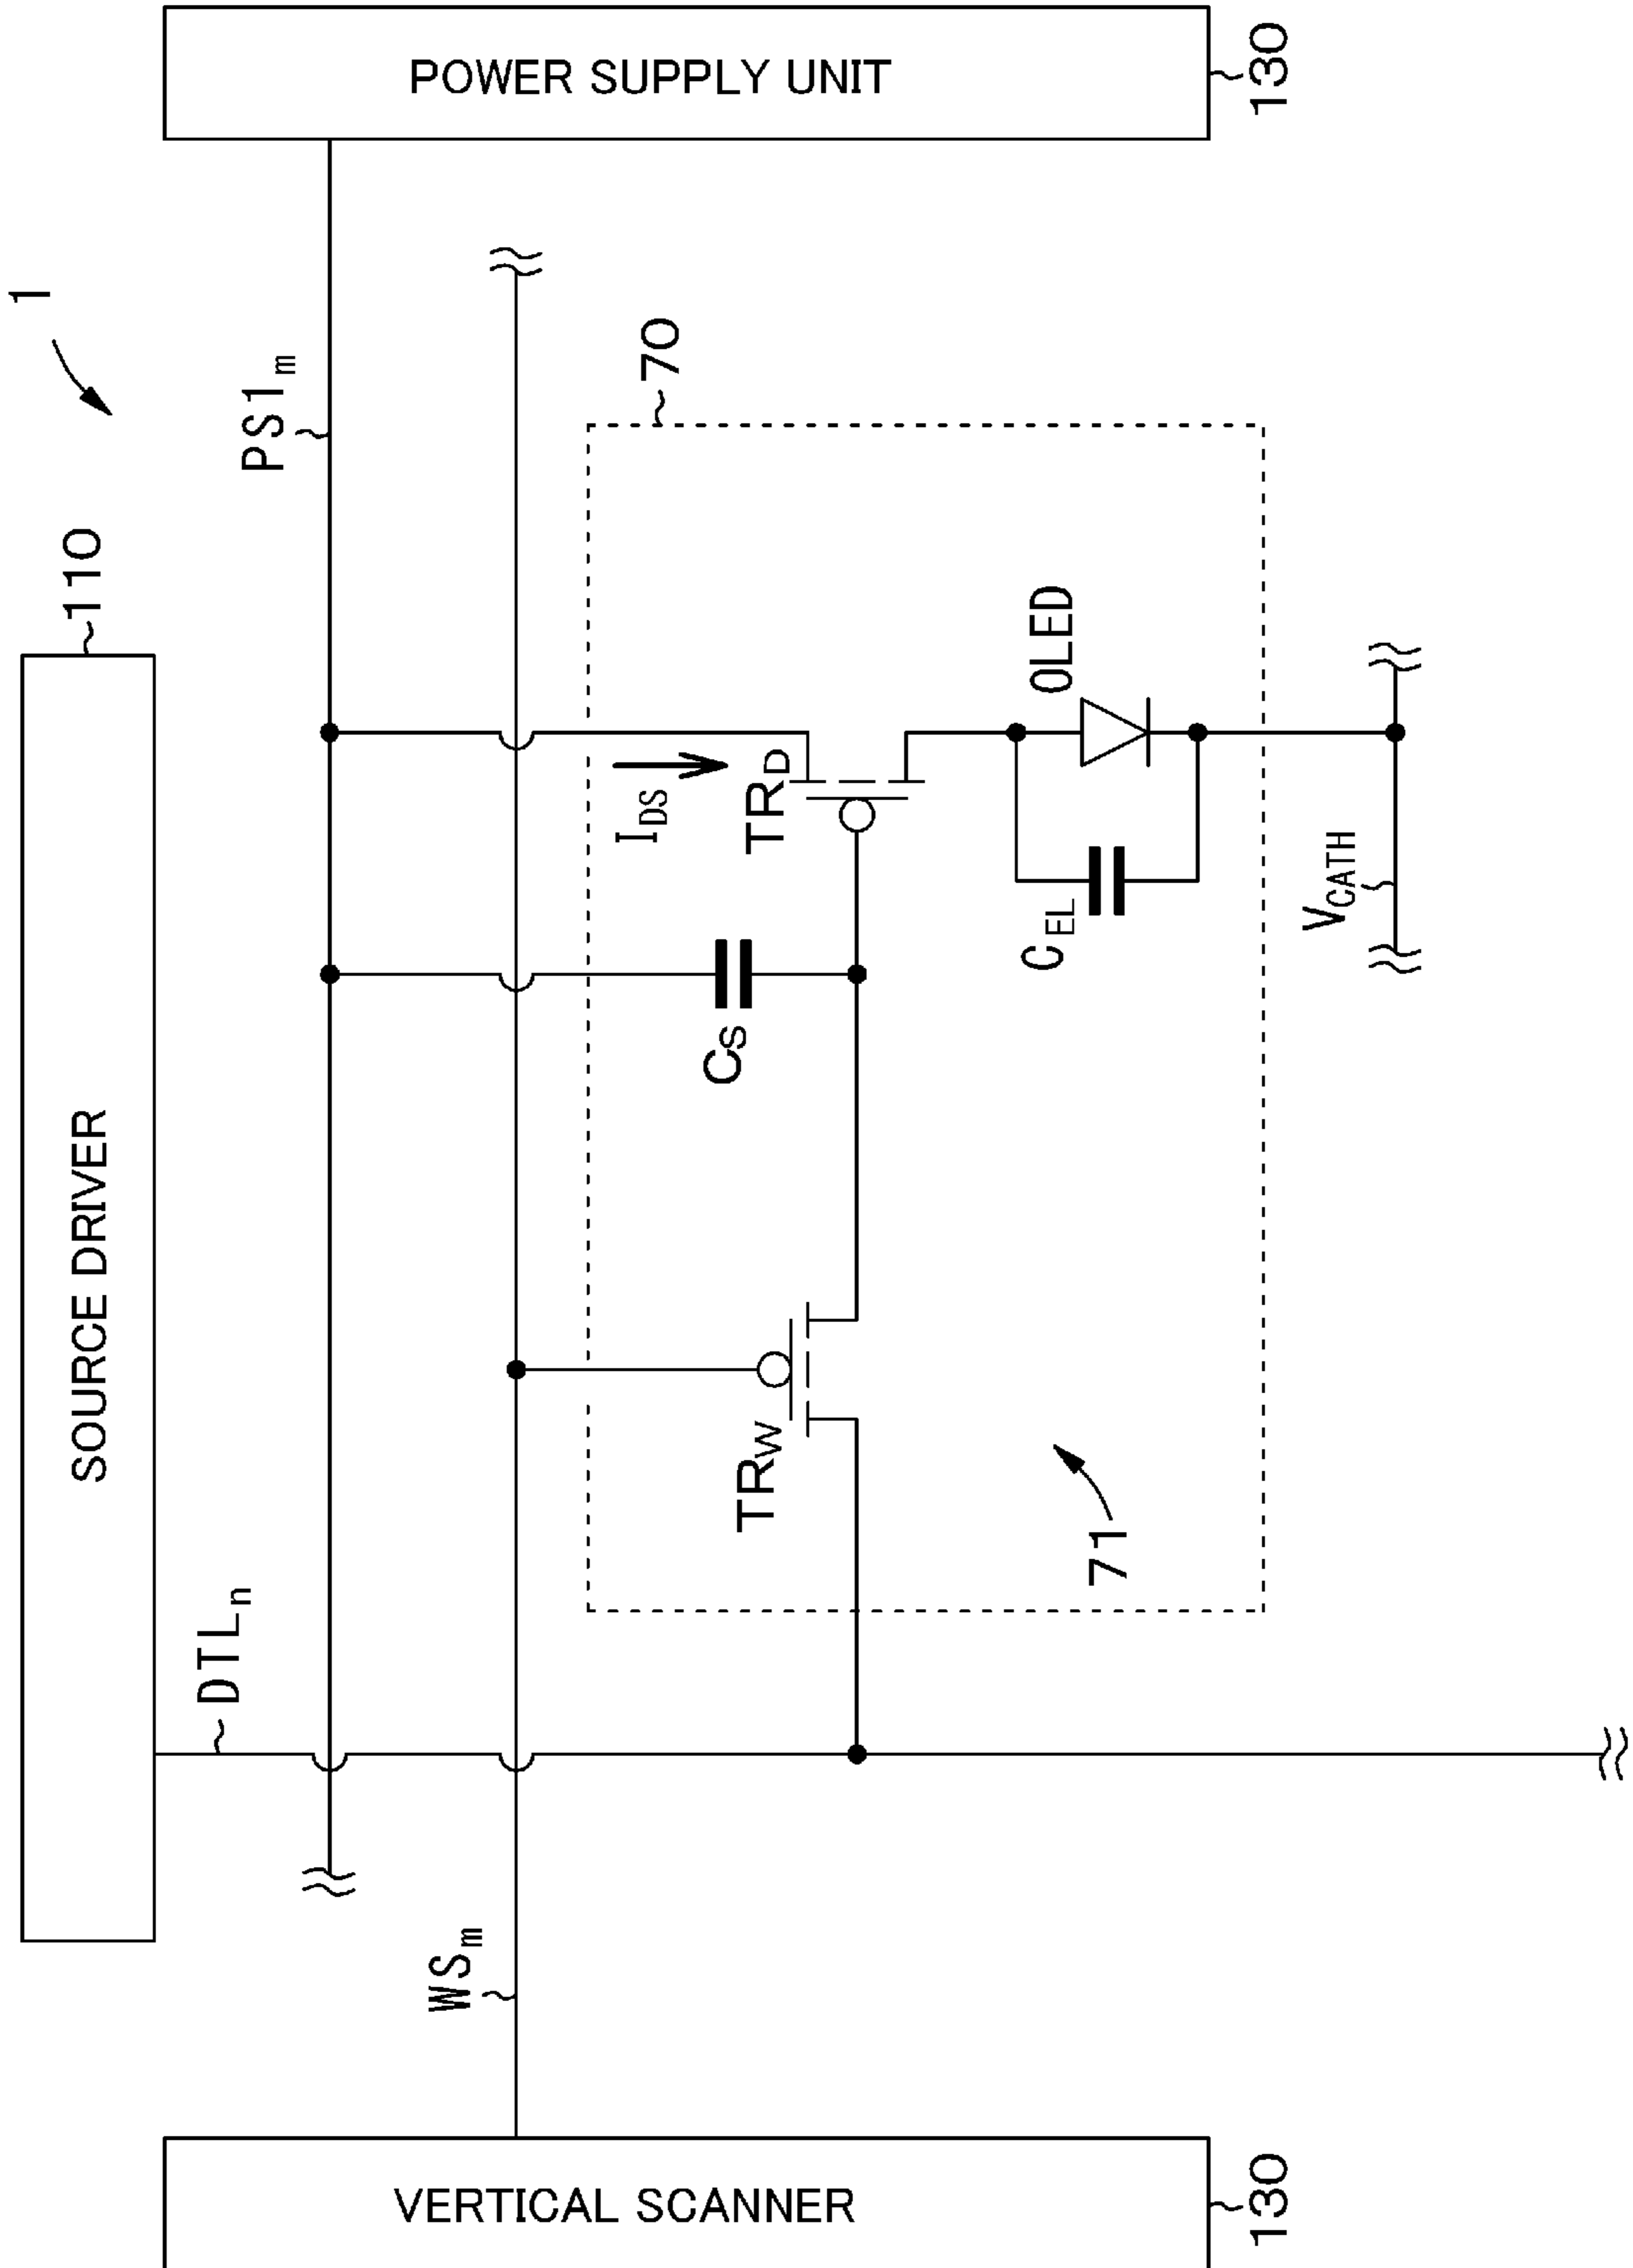 1
SOURCE DRIVER
110
DTLn
PS1m
WSm
VERTICAL SCANNER
130
POWER SUPPLY UNIT
130
70
IDS
TRW
CS
TRD
CEL
OLED
71
VCATH